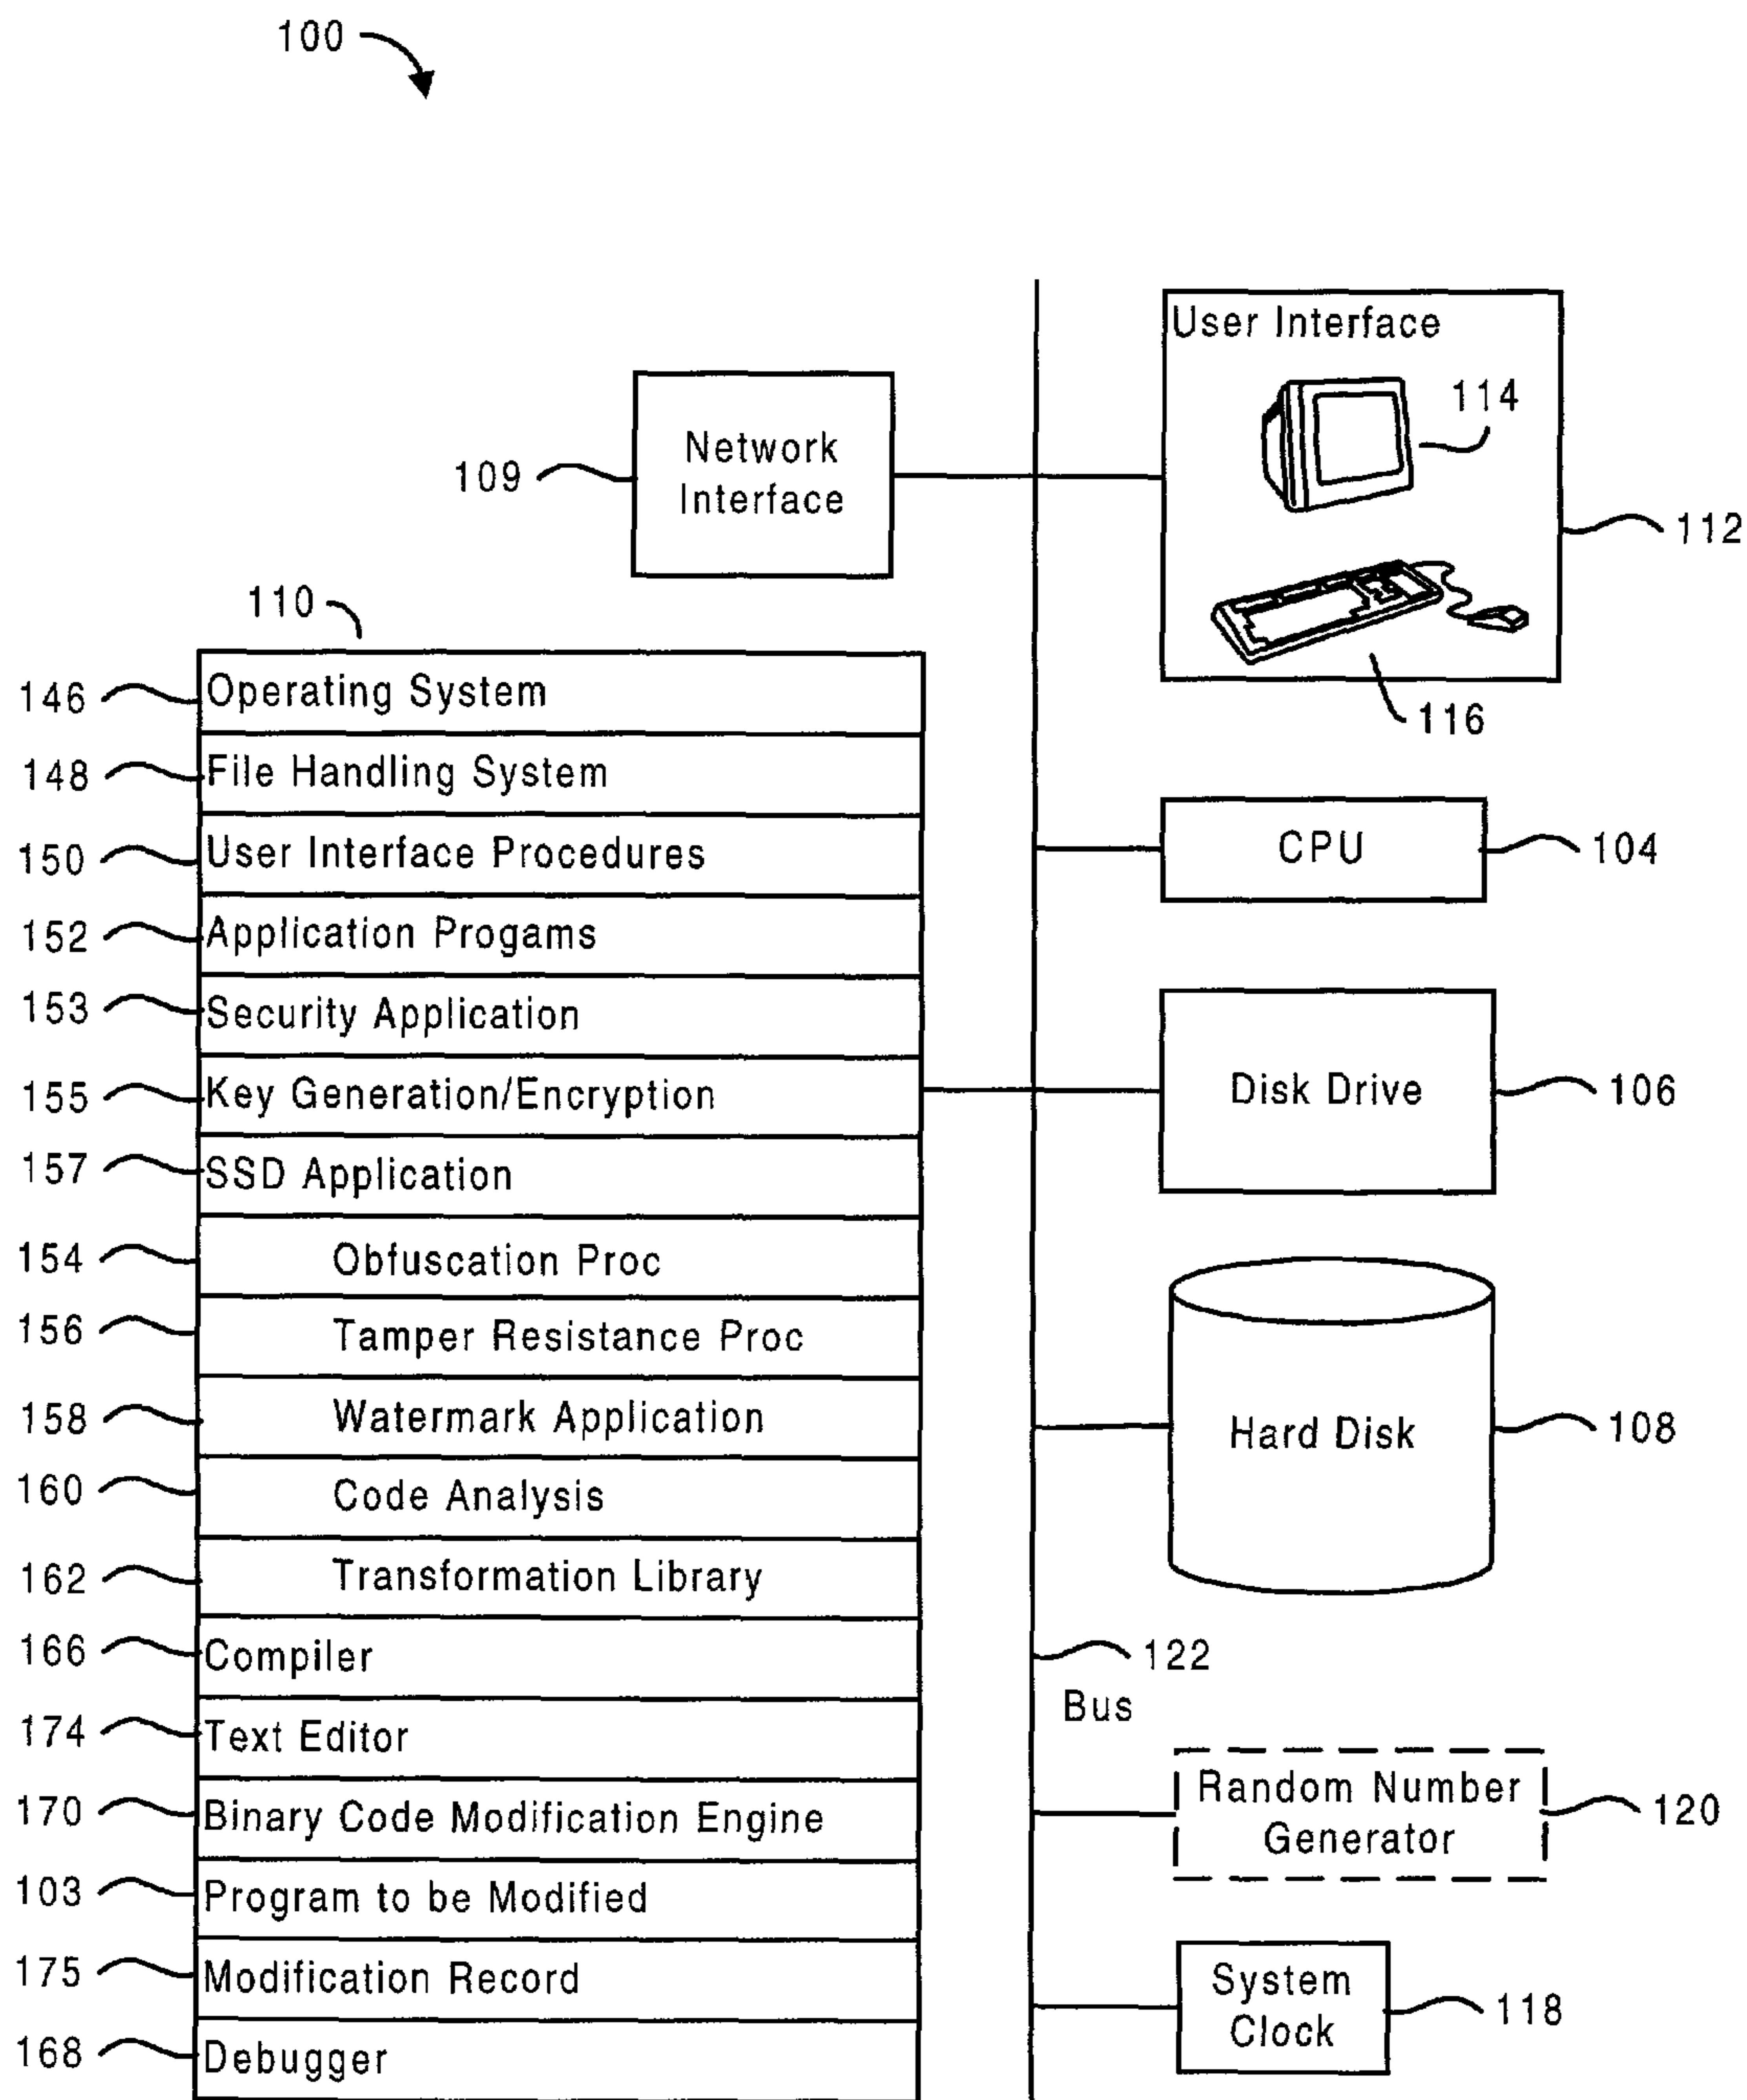 100
User Interface
114
Network
Interface
109
112
110
116
146 Operating System
148 File Handling System
150 User Interface Procedures
152 Application Progams
153 Security Application
155 Key Generation/Encryption
157 SSD Application
154 Obfuscation Proc
156 Tamper Resistance Proc
158 Watermark Application
160 Code Analysis
162 Transformation Library
166 Compiler
174 Text Editor
170 Binary Code Modification Engine
103 Program to be Modified
175 Modification Record
168 Debugger
CPU 104
Disk Drive 106
Hard Disk 108
122
Bus
Random Number
Generator
120
System
Clock
118